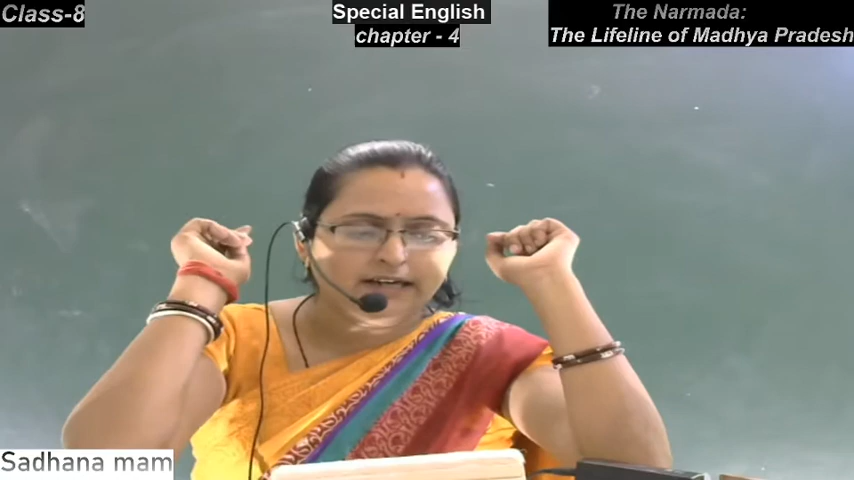 Class-8
Special English
chapter - 4
The Narmada:
The Lifeline of Madhya Pradesh
Sadhana mam